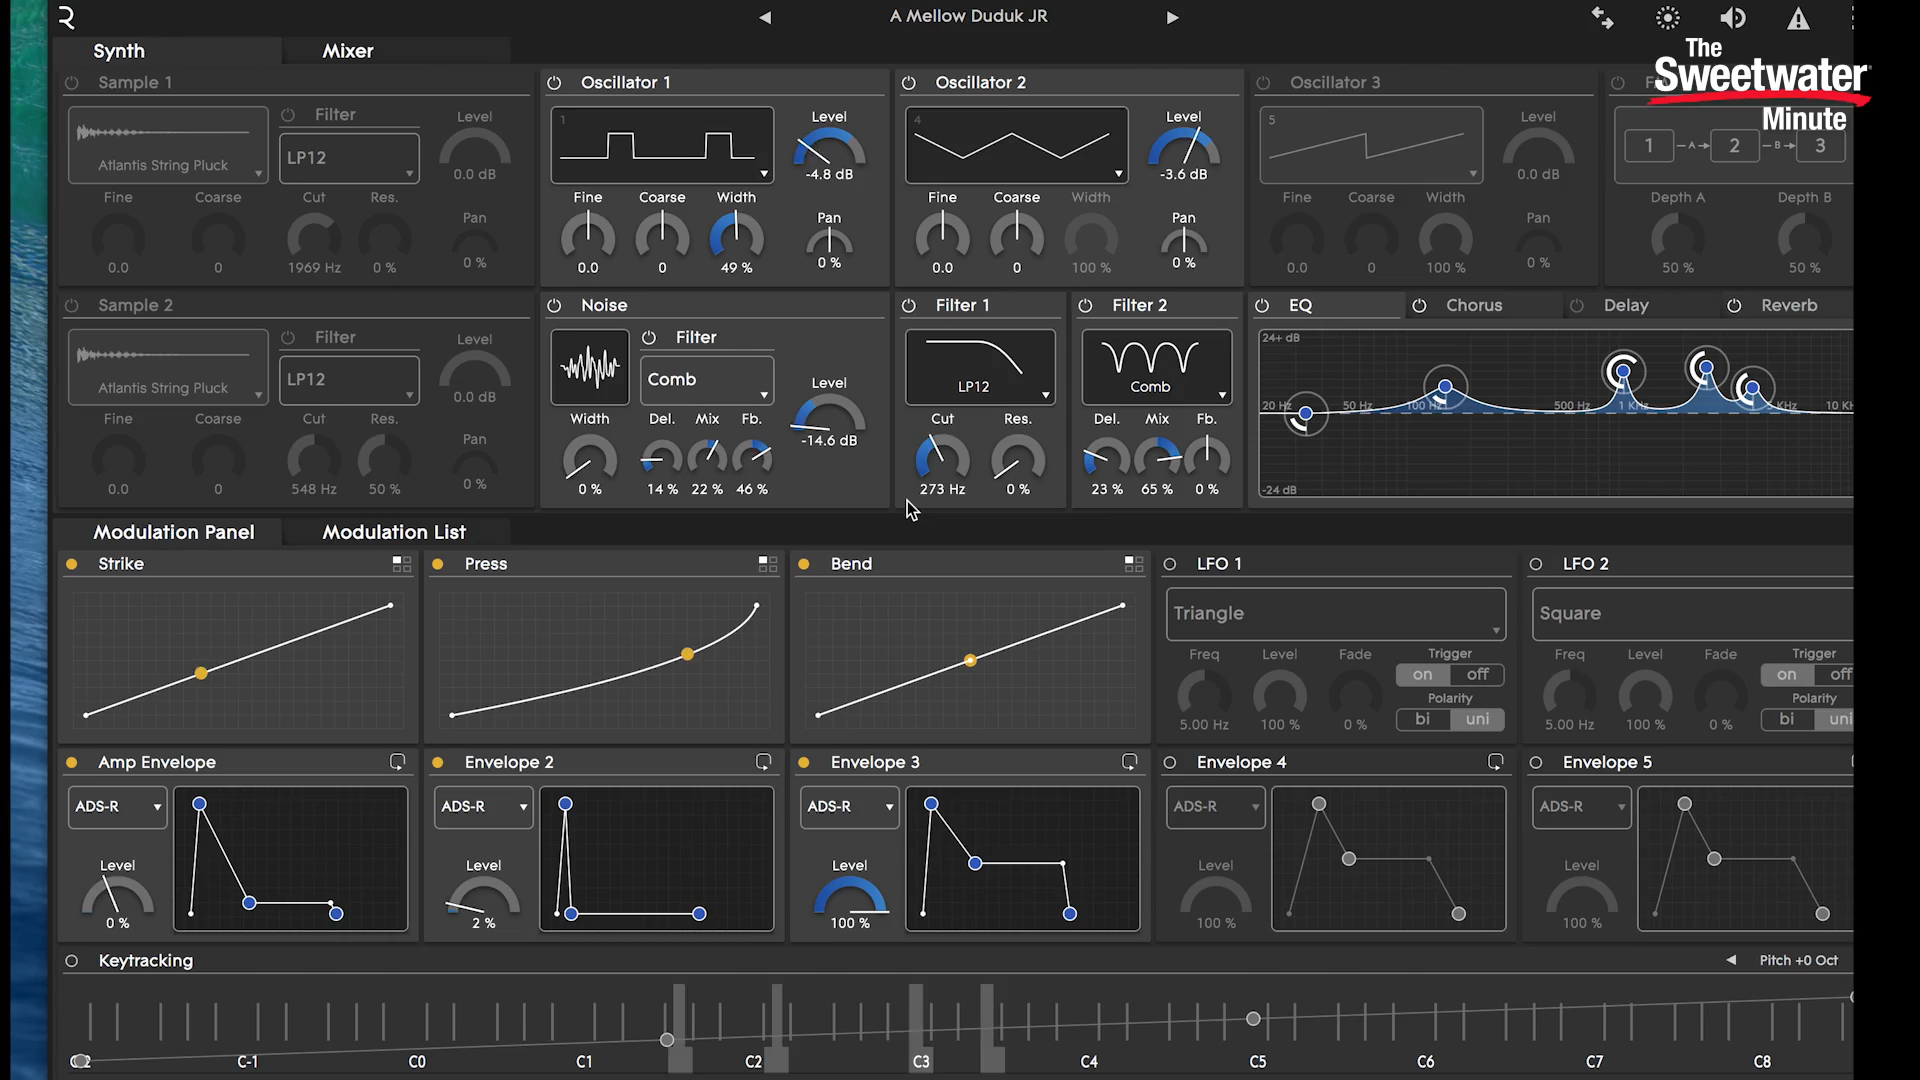 A Mellow Duduk JR
The
Sweetwater
Minute
Synth
Mixer
Sample 1
Filter
Level
Atlantis String Pluck
LP12
0.0 dB
Fine
Coarse
Cut
Res.
Pan
0.0
0
1969 Hz
0 %
0 %
Oscillator 1
1
Level
-4.8 dB
Fine
Coarse
Width
Pan
0.0
0
49 %
0 %
Oscillator 2
4
Level
-3.6 dB
Fine
Coarse
Width
Pan
0.0
0
100 %
0 %
Oscillator 3
5
Level
0.0 dB
Fine
Coarse
Width
Pan
0.0
0
100 %
0 %
1
A
2
B
3
Depth A
Depth B
50 %
50 %
Sample 2
Filter
Level
Atlantis String Pluck
LP12
0.0 dB
Fine
Coarse
Cut
Res.
Pan
0.0
0
548 Hz
50 %
0 %
Noise
Filter
Comb
Level
-14.6 dB
Width
Del.
Mix
Fb.
0 %
14 %
22 %
46 %
Filter 1
LP12
Cut
Res.
273 Hz
0 %
Filter 2
Comb
Del.
Mix
Fb.
23 %
65 %
0 %
EQ
Chorus
Delay
Reverb
24+ dB
20 Hz
50 Hz
100 Hz
500 Hz
1 KHz
5 KHz
10 K
-24 dB
Modulation Panel
Modulation List
Strike
Press
Bend
LFO 1
Triangle
Freq
Level
Fade
Trigger
on
off
Polarity
bi
uni
5.00 Hz
100 %
0 %
LFO 2
Square
Freq
Level
Fade
Trigger
on
off
Polarity
bi
uni
5.00 Hz
100 %
0 %
Amp Envelope
ADS-R
Level
0 %
Envelope 2
ADS-R
Level
2 %
Envelope 3
ADS-R
Level
100 %
Envelope 4
ADS-R
Level
100 %
Envelope 5
ADS-R
Level
100 %
Keytracking
Pitch +0 Oct
C-1
C0
C1
C2
C3
C4
C5
C6
C7
C8